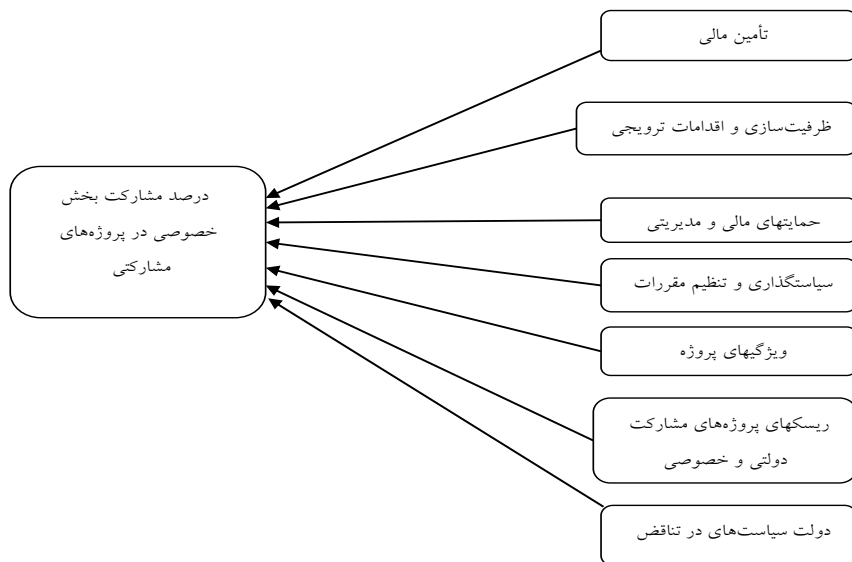 تأمین مالی
ظرفیت‌سازی و اقدامات ترویجی
درصد مشارکت بخش
خصوصی در پروژه‌های
مشارکتی
حمایتهای مالی و مدیریتی
سیاستگذاری و تنظیم مقررات
ویژگیهای پروژه
ریسکهای پروژه‌های مشارکت
دولتی و خصوصی
دولت سیاست‌های در تناقض